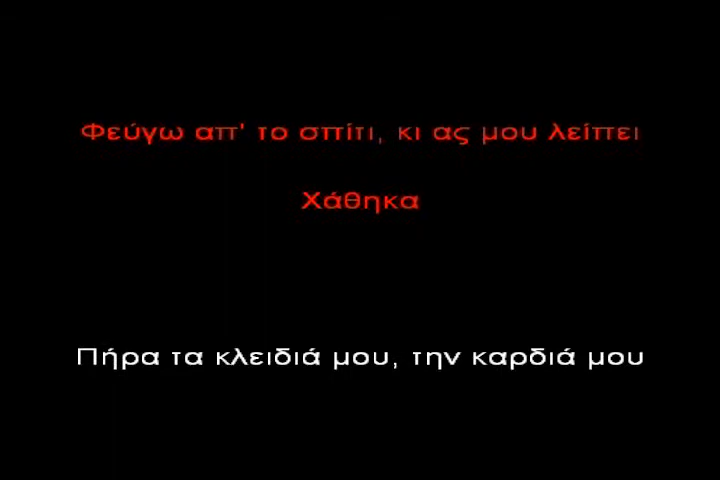 Φεύγω απ' το σπίτι, κι ας μου λείπει
Χάθηκα
Πήρα τα κλειδιά μου, την καρδιά μου